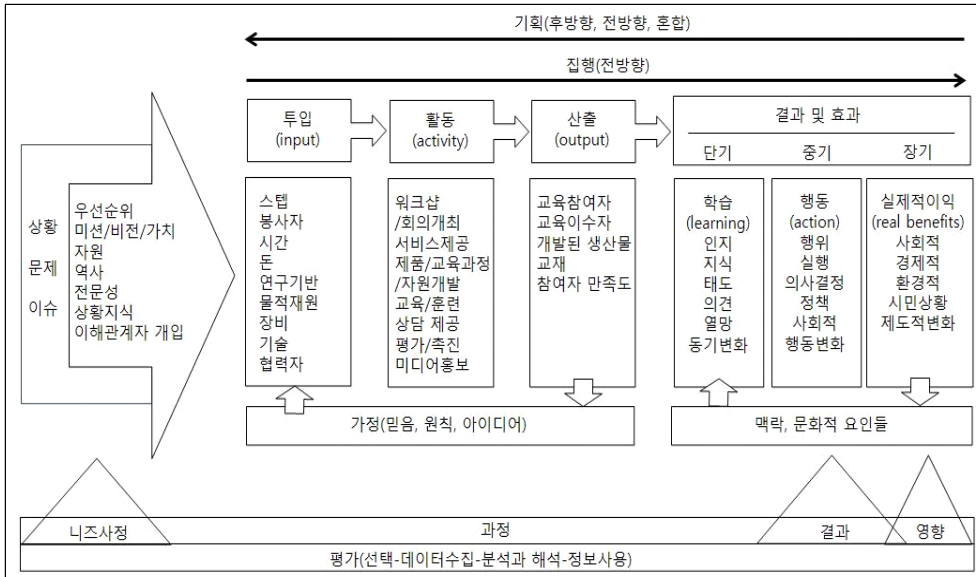 기획(후방향, 전방향, 혼합)
집행(전방향)
투입
(input)
활동
(activity)
산출
(output)
결과 및 효과
단기
중기
장기
상황
문제
이슈
우선순위
미션/비전/가치
자원
역사
전문성
상황지식
이해관계자 개입
스텝
봉사자
시간
돈
연구기반
물적재원
장비
기술
협력자
워크샵
/회의개최
서비스제공
제품/교육과정
/자원개발
교육/훈련
상담 제공
평가/촉진
미디어홍보
교육참여자
교육이수자
개발된 생산물
교재
참여자 만족도
학습
(learning)
인지
지식
태도
의견
열망
동기변화
행동
(action)
행위
실행
의사결정
정책
사회적
행동변화
실제적이익
(real benefits)
사회적
경제적
환경적
시민상황
제도적변화
가정(믿음, 원칙, 아이디어)
맥락, 문화적 요인들
니즈사정
과정
결과
영향
평가(선택-데이터수집-분석과 해석-정보사용)